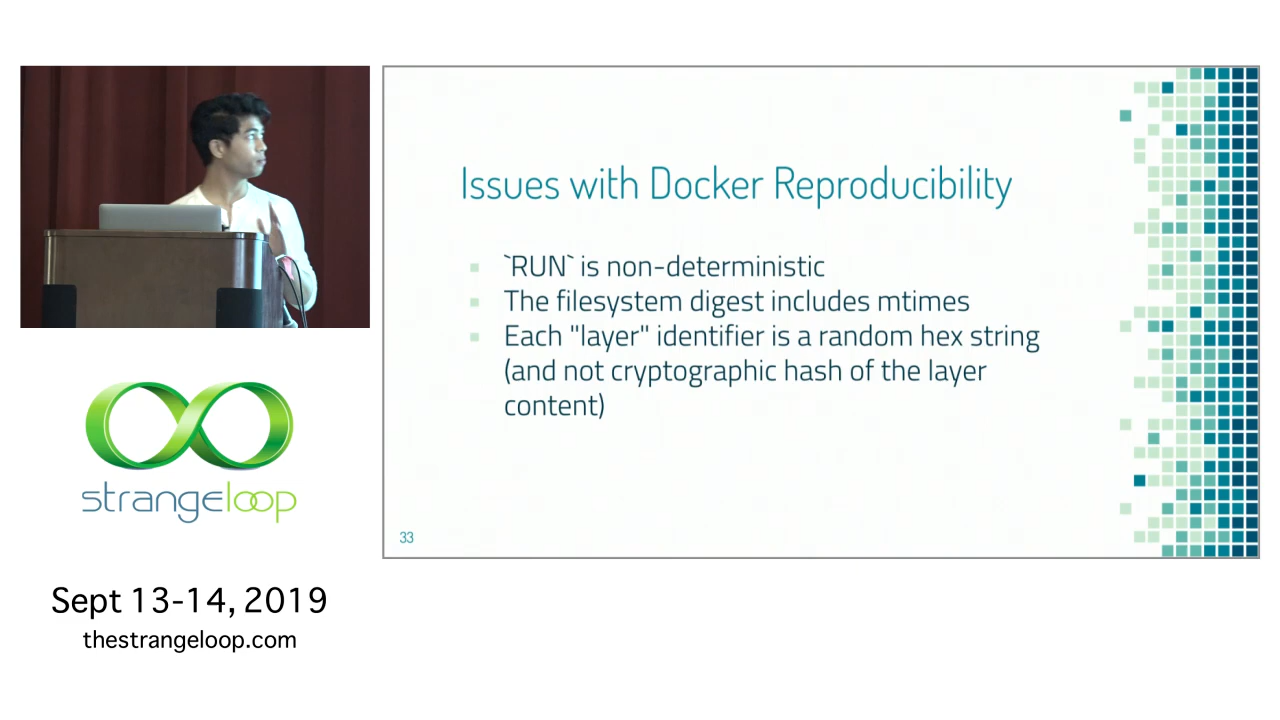 Issues with Docker Reproducibility
`RUN` is non-deterministic
The filesystem digest includes mtimes
Each "layer" identifier is a random hex string
(and not cryptographic hash of the layer
content)
33
strangeloop
Sept 13-14, 2019
thestrangeloop.com